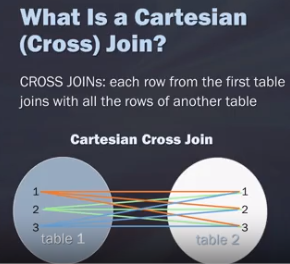 What Is a Cartesian
(Cross) Join?
CROSS JOINs: each row from the first table
joins with all the rows of another table
Cartesian Cross Join
1 1
2 2
3 3
table 1 table 2